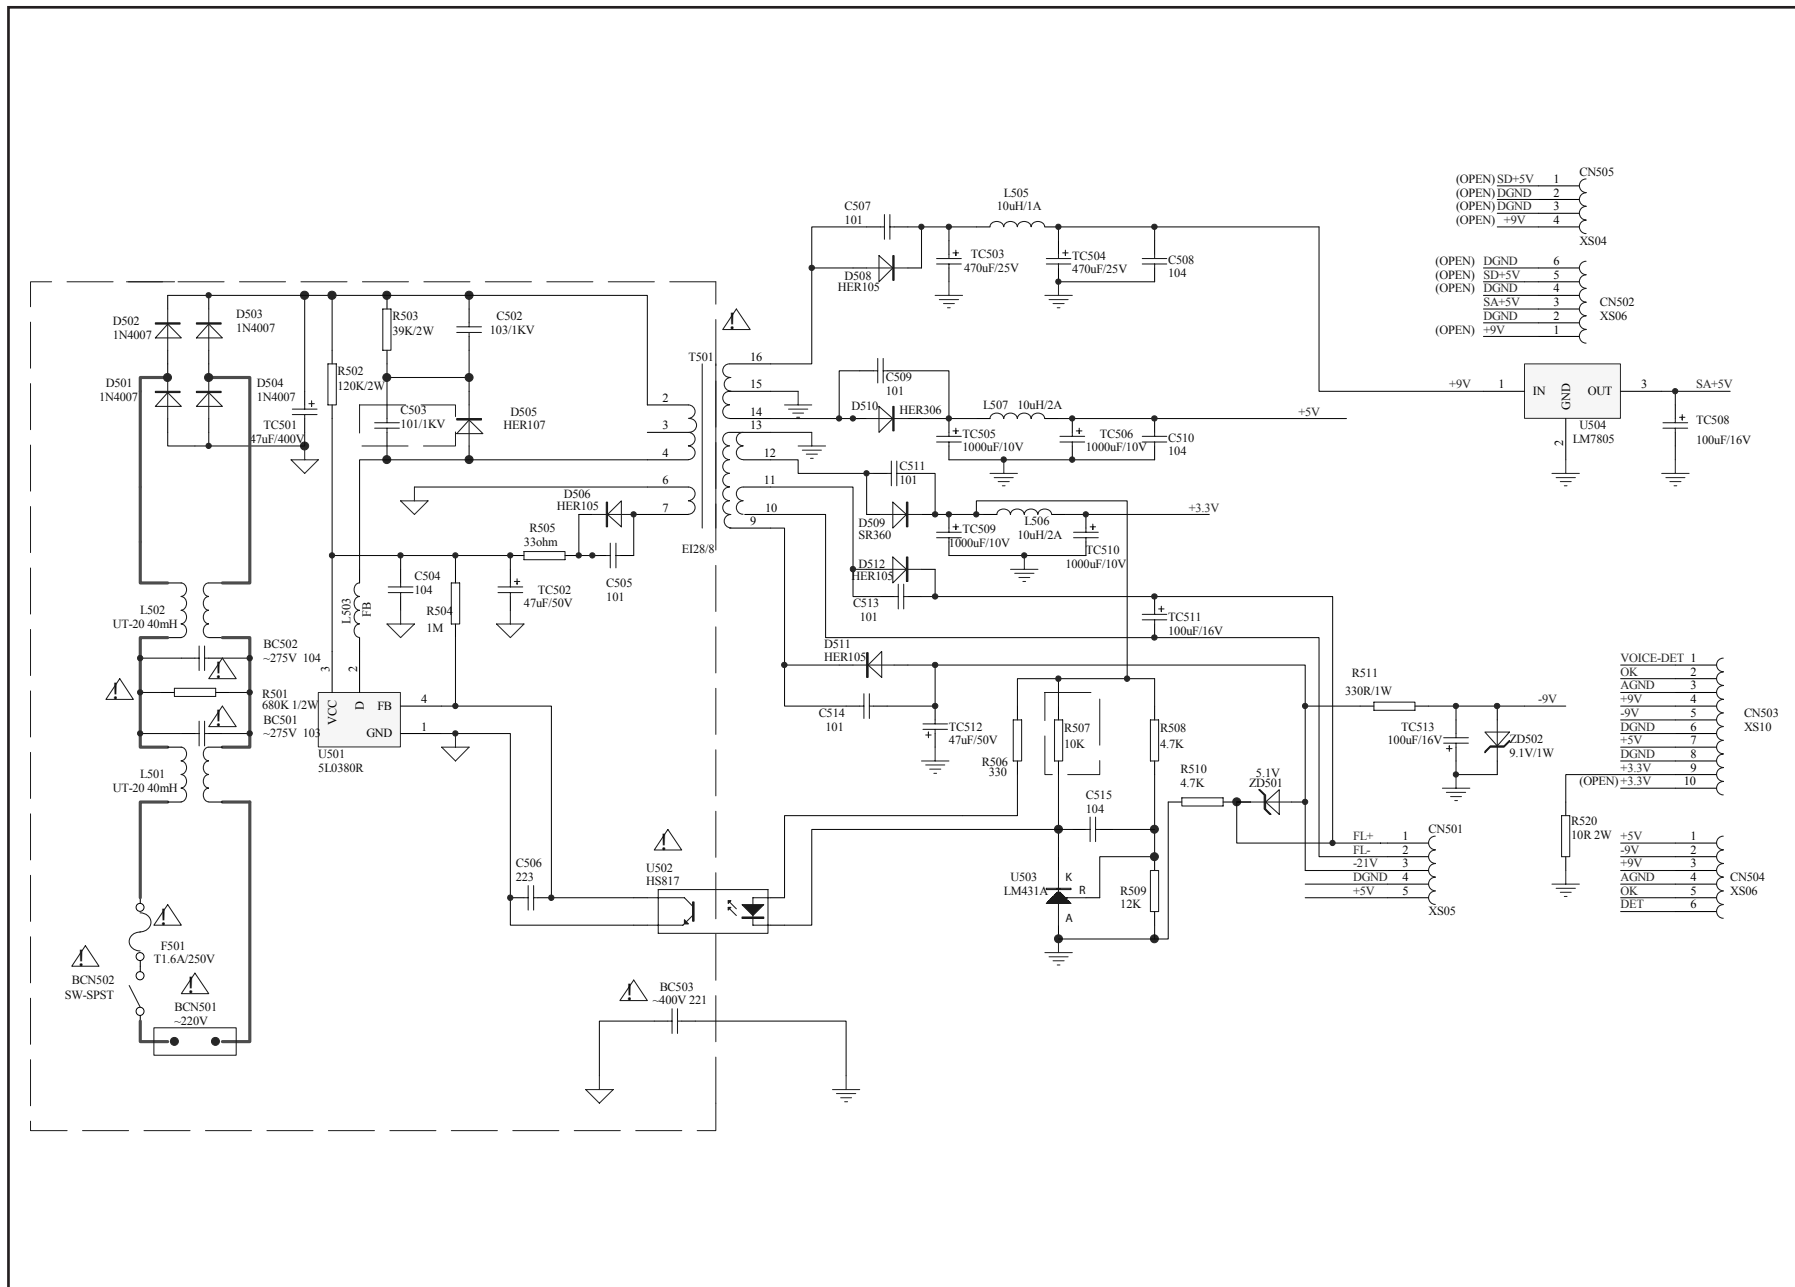 CN505
(OPEN) SD+5V 1
(OPEN) DGND 2
(OPEN) DGND 3
(OPEN) +9V 4
XS04
(OPEN) DGND 6
(OPEN) SD+5V 5
(OPEN) DGND 4
SA+5V 3
DGND 2
(OPEN) +9V 1
CN502
XS06
L505
10uH/1A
C507
101
D508
HER105
TC503
470uF/25V
TC504
470uF/25V
C508
104
D502
1N4007
D503
1N4007
D501
1N4007
D504
1N4007
TC501
47uF/400V
R503
39K/2W
C502
103/1KV
R502
120K/2W
C503
101/1KV
D505
HER107
T501
EI28/8
2
3
4
6
7
16
15
14
13
12
11
10
9
C509
101
D510
HER306
L507
10uH/2A
+5V
TC505
1000uF/10V
TC506
1000uF/10V
C510
104
+9V
1
IN
GND
OUT
3
2
U504
LM7805
SA+5V
TC508
100uF/16V
C511
101
D509
SR360
TC509
1000uF/10V
L506
10uH/2A
TC510
1000uF/10V
+3.3V
D512
HER105
C513
101
TC511
100uF/16V
D506
HER105
R505
33ohm
C505
101
C504
104
R504
1M
TC502
47uF/50V
L503
FB
L502
UT-20 40mH
BC502
~275V 104
R501
680K 1/2W
BC501
~275V 103
L501
UT-20 40mH
3
2
VCC
D
FB
GND
4
1
U501
5L0380R
D511
HER105
C514
101
TC512
47uF/50V
R506
330
R507
10K
R508
4.7K
C515
104
R510
4.7K
5.1V
ZD501
R511
330R/1W
-9V
TC513
100uF/16V
ZD502
9.1V/1W
VOICE-DET 1
OK 2
AGND 3
+9V 4
-9V 5
DGND 6
+5V 7
DGND 8
+3.3V 9
(OPEN) +3.3V 10
CN503
XS10
R520
10R 2W
+5V 1
-9V 2
+9V 3
AGND 4
OK 5
DET 6
CN504
XS06
CN501
FL+ 1
FL- 2
-21V 3
DGND 4
+5V 5
XS05
C506
223
U502
HS817
U503
LM431A
K
R
A
R509
12K
F501
T1.6A/250V
BCN502
SW-SPST
BCN501
~220V
BC503
~400V 221